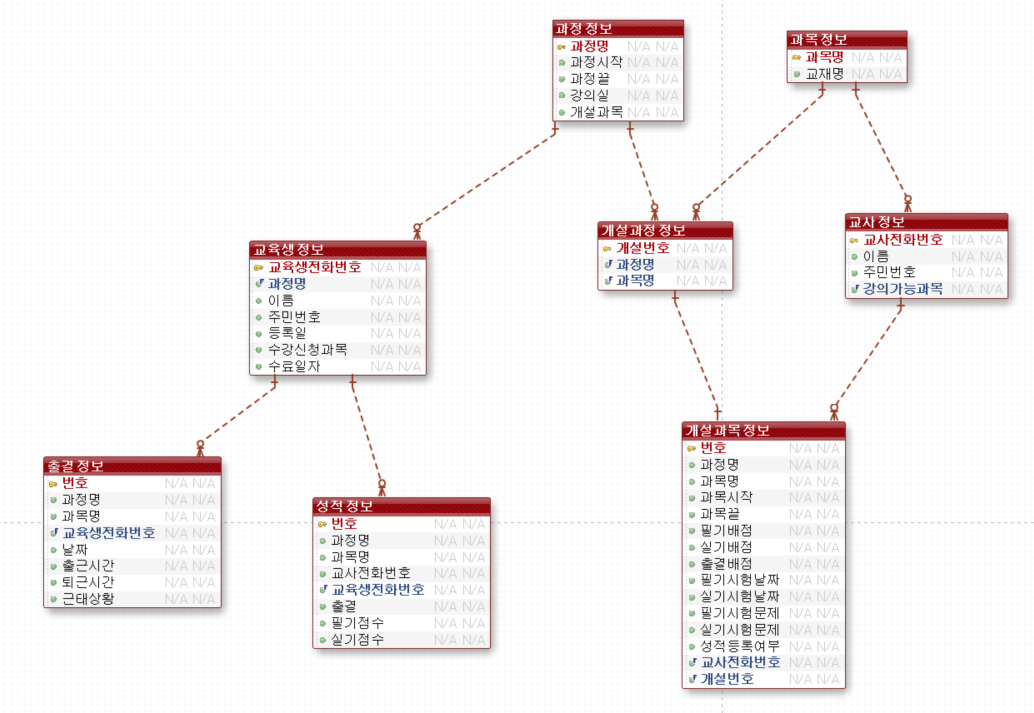 과정정보
과정명 N/A N/A
과정시작 N/A N/A
과정끝 N/A N/A
강의실 N/A N/A
개설과목 N/A N/A
과목정보
과목명 N/A N/A
교재명 N/A N/A
교육생정보
교육생전화번호 N/A N/A
과정명 N/A N/A
이름 N/A N/A
주민번호 N/A N/A
등록일 N/A N/A
수강신청과목 N/A N/A
수료일자 N/A N/A
개설과정정보
개설번호 N/A N/A
과정명 N/A N/A
과목명 N/A N/A
교사정보
교사전화번호 N/A N/A
이름 N/A N/A
주민번호 N/A N/A
강의가능과목 N/A N/A
출결정보
번호 N/A N/A
과정명 N/A N/A
과목명 N/A N/A
교육생전화번호 N/A N/A
날짜 N/A N/A
출근시간 N/A N/A
퇴근시간 N/A N/A
근태상황 N/A N/A
성적정보
번호 N/A N/A
과정명 N/A N/A
과목명 N/A N/A
교사전화번호 N/A N/A
교육생전화번호 N/A N/A
출결 N/A N/A
필기점수 N/A N/A
실기점수 N/A N/A
개설과목정보
번호 N/A N/A
과정명 N/A N/A
과목명 N/A N/A
과목시작 N/A N/A
과목끝 N/A N/A
필기배점 N/A N/A
실기배점 N/A N/A
출결배점 N/A N/A
필기시험날짜 N/A N/A
실기시험날짜 N/A N/A
필기시험문제 N/A N/A
실기시험문제 N/A N/A
성적등록여부 N/A N/A
교사전화번호 N/A N/A
개설번호 N/A N/A